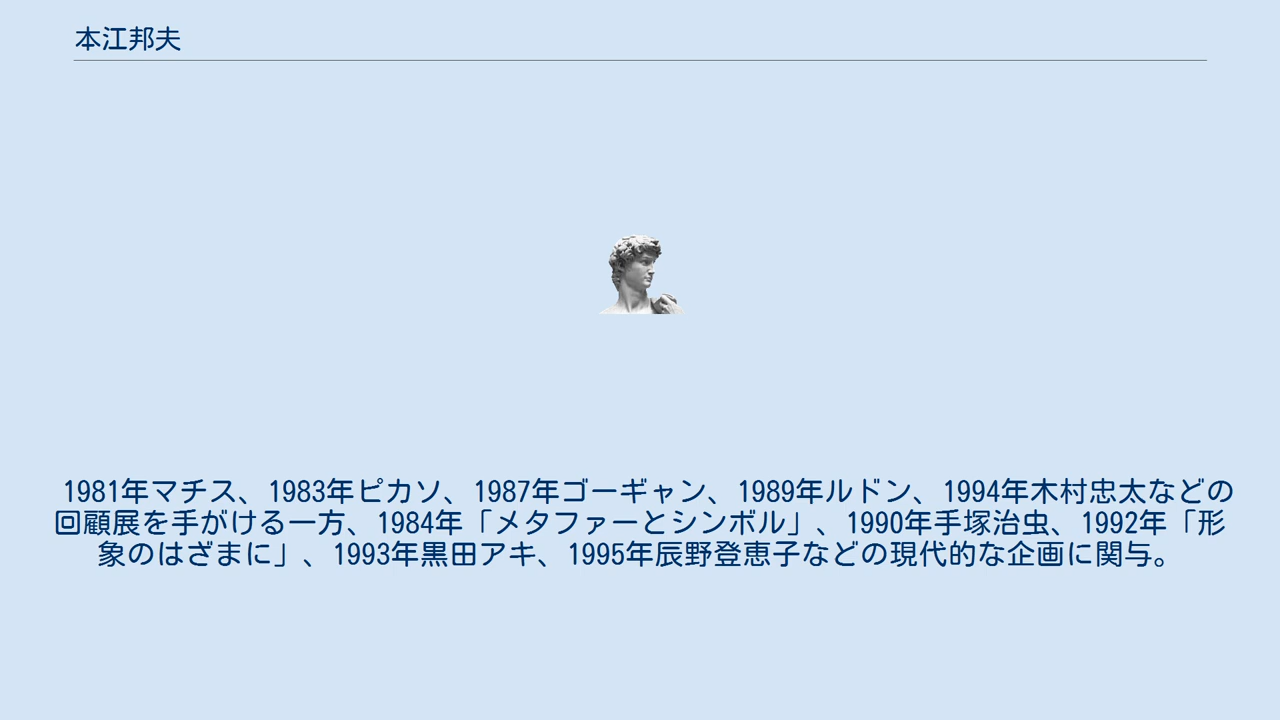 本江邦夫
1981年マチス、1983年ピカソ、1987年ゴーギャン、1989年ルドン、1994年木村忠太などの
回顧展を手がける一方、1984年「メタファーとシンボル」、1990年手塚治虫、1992年「形
象のはざまに」、1993年黒田アキ、1995年辰野登恵子などの現代的な企画に関与。